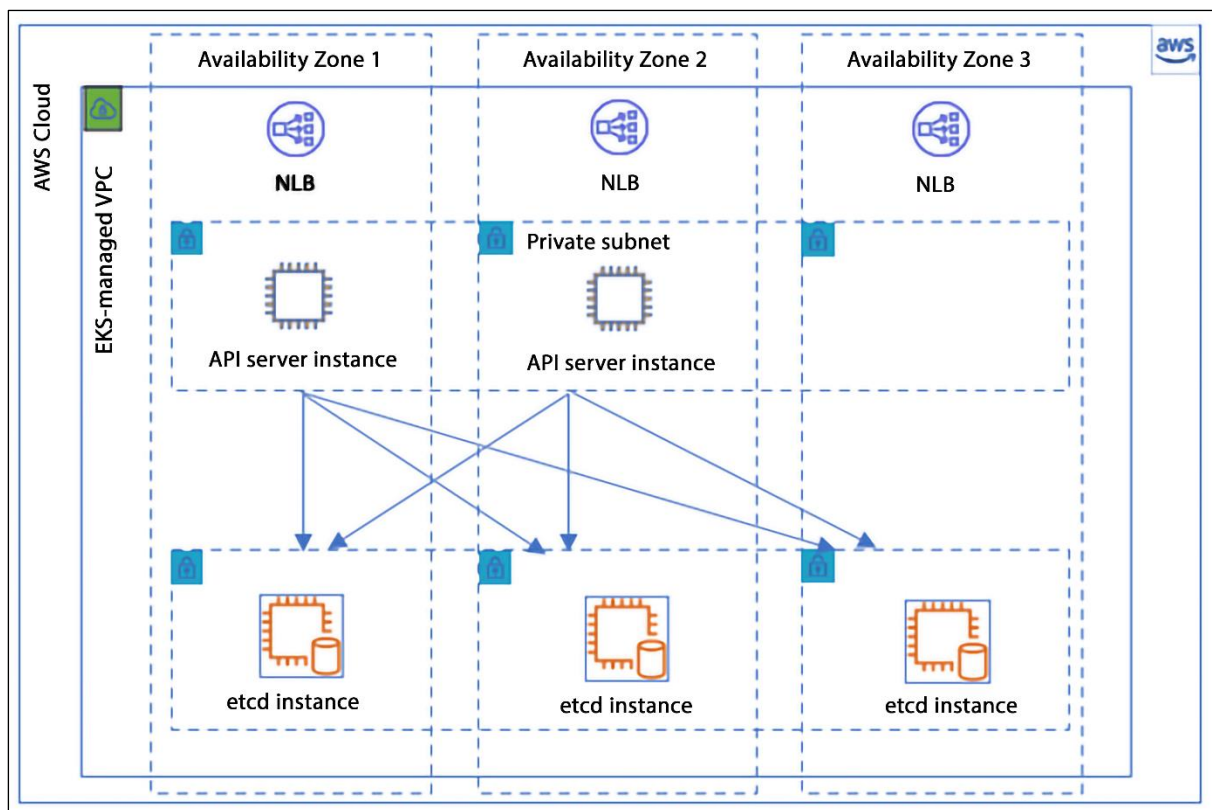 Availability Zone 1
Availability Zone 2
Availability Zone 3
aws
AWS Cloud
EKS-managed VPC
NLB
NLB
NLB
Private subnet
API server instance
API server instance
etcd instance
etcd instance
etcd instance